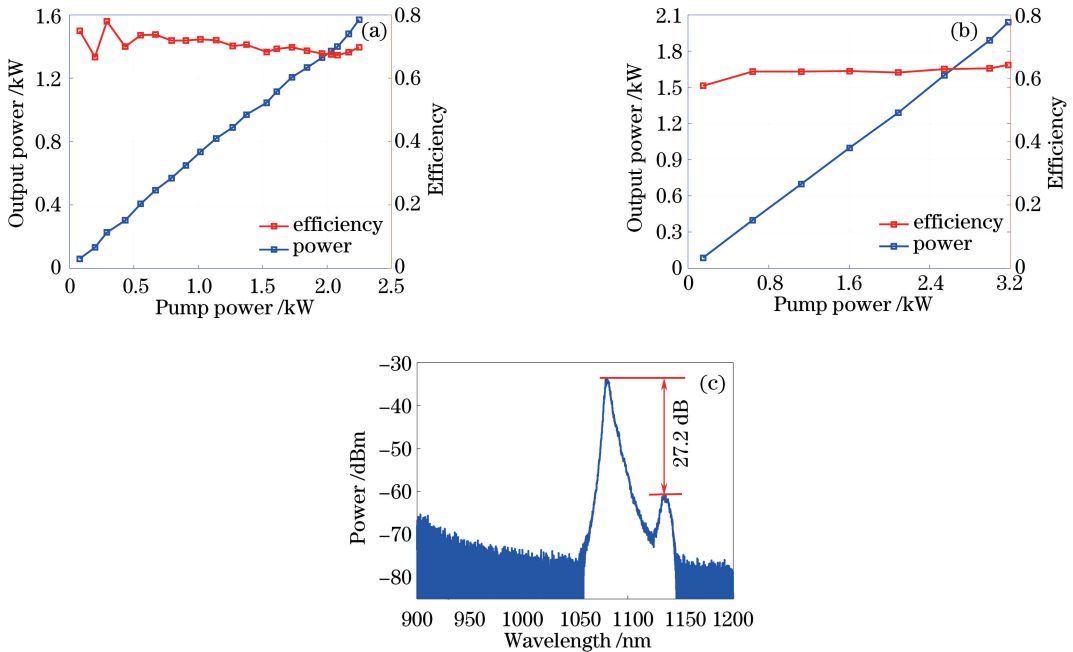 (a)
Output power /kW
1.6
1.2
0.8
0.4
0
0.8
0.6
0.4
0.2
0
Efficiency
efficiency
power
0
0.5
1.0
1.5
2.0
2.5
Pump power /kW
(b)
Output power /kW
2.1
1.8
1.5
1.2
0.9
0.6
0.3
0
0.8
0.6
0.4
0.2
0
Efficiency
efficiency
power
0
0.8
1.6
2.4
3.2
Pump power /kW
(c)
Power /dBm
−30
−40
−50
−60
−70
−80
27.2 dB
900
950
1000
1050
1100
1150
1200
Wavelength /nm